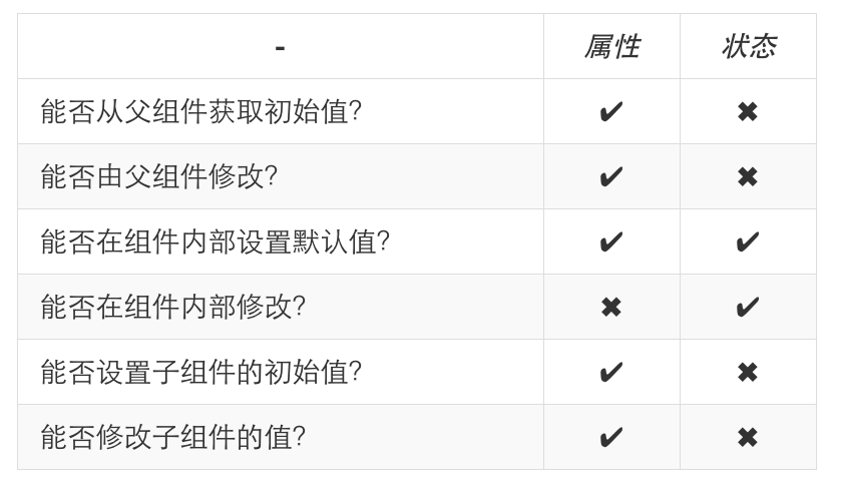 - 属性 状态
能否从父组件获取初始值? ✔ ✖
能否由父组件修改? ✔ ✖
能否在组件内部设置默认值? ✔ ✔
能否在组件内部修改? ✖ ✔
能否设置子组件的初始值? ✔ ✖
能否修改子组件的值? ✔ ✖